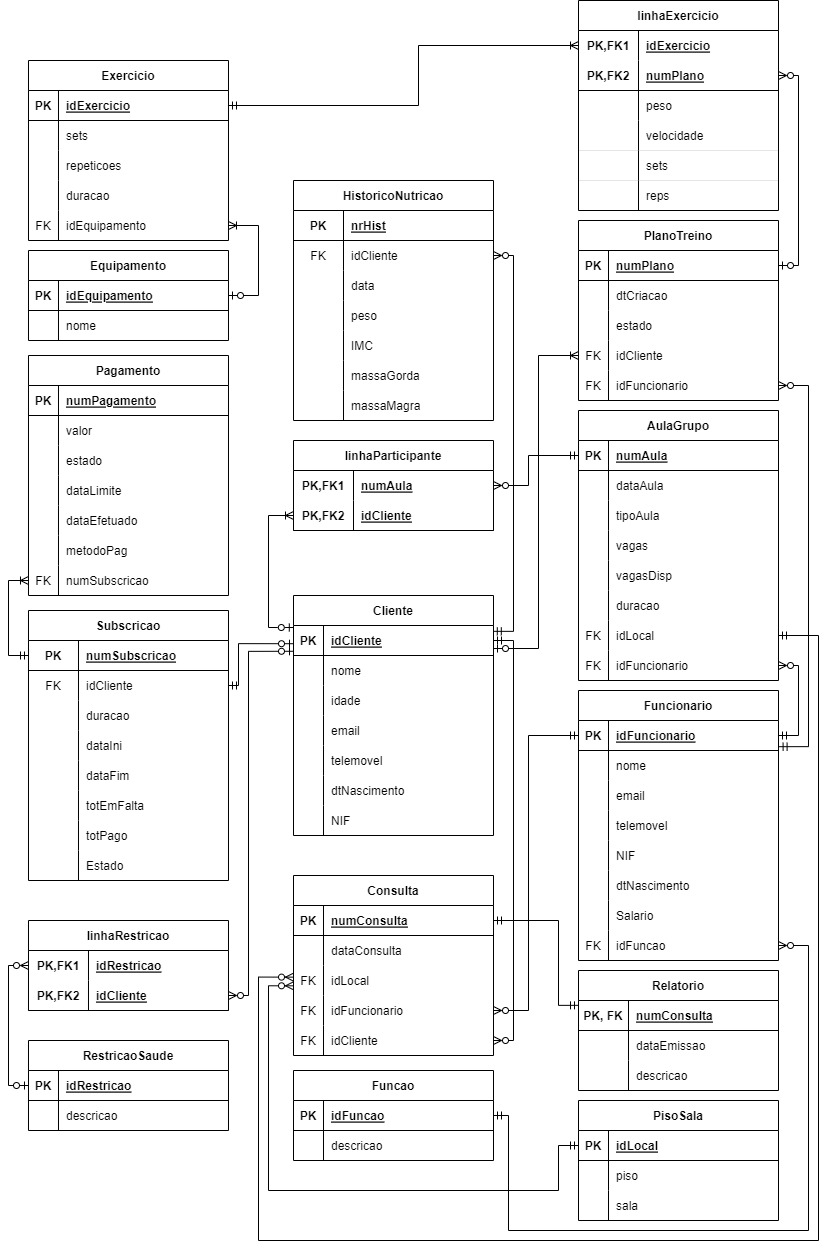 linhaExercicio
PK,FK1 idExercicio
PK,FK2 numPlano
peso
velocidade
sets
reps
Exercicio
PK idExercicio
sets
repeticoes
duracao
FK idEquipamento
Equipamento
PK idEquipamento
nome
Pagamento
PK numPagamento
valor
estado
dataLimite
dataEfetuado
metodoPag
FK numSubscricao
Subscricao
PK numSubscricao
FK idCliente
duracao
dataIni
dataFim
totEmFalta
totPago
Estado
linhaRestricao
PK,FK1 idRestricao
PK,FK2 idCliente
RestricaoSaude
PK idRestricao
descricao
HistoricoNutricao
PK nrHist
FK idCliente
data
peso
IMC
massaGorda
massaMagra
linhaParticipante
PK,FK1 numAula
PK,FK2 idCliente
Cliente
PK idCliente
nome
idade
email
telemovel
dtNascimento
NIF
Consulta
PK numConsulta
dataConsulta
FK idLocal
FK idFuncionario
FK idCliente
Funcao
PK idFuncao
descricao
PlanoTreino
PK numPlano
dtCriacao
estado
FK idCliente
FK idFuncionario
AulaGrupo
PK numAula
dataAula
tipoAula
vagas
vagasDisp
duracao
FK idLocal
FK idFuncionario
Funcionario
PK idFuncionario
nome
email
telemovel
NIF
dtNascimento
Salario
FK idFuncao
Relatorio
PK, FK numConsulta
dataEmissao
descricao
PisoSala
PK idLocal
piso
sala